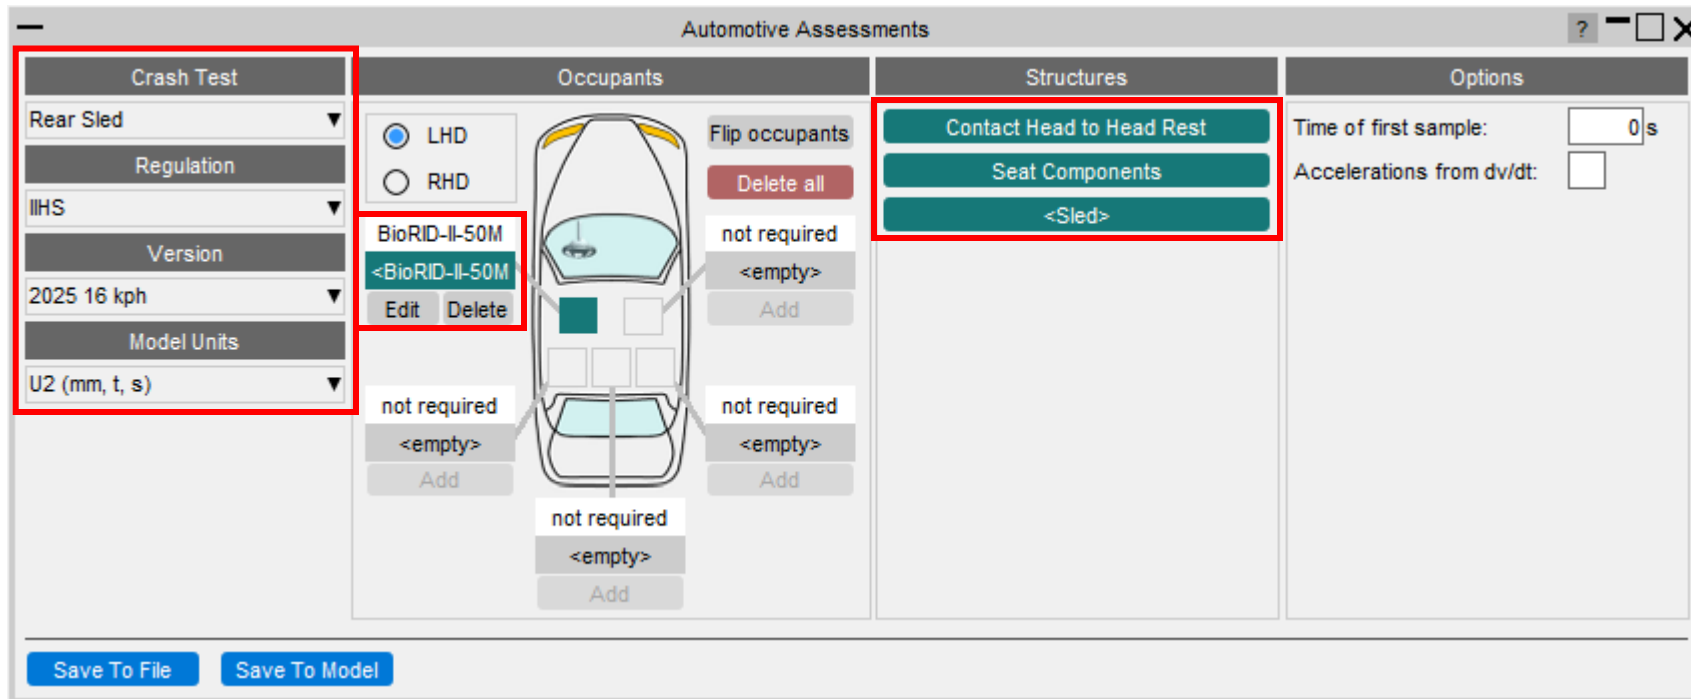 Automotive Assessments
?
Crash Test
Rear Sled
Regulation
IIHS
Version
2025 16 kph
Model Units
U2 (mm, t, s)
Occupants
LHD
RHD
Flip occupants
Delete all
BioRID-II-50M
<BioRID-II-50M
Edit Delete
not required
<empty>
Add
not required
<empty>
Add
not required
<empty>
Add
not required
<empty>
Add
Structures
Contact Head to Head Rest
Seat Components
<Sled>
Options
Time of first sample: 0 s
Accelerations from dv/dt:
Save To File Save To Model